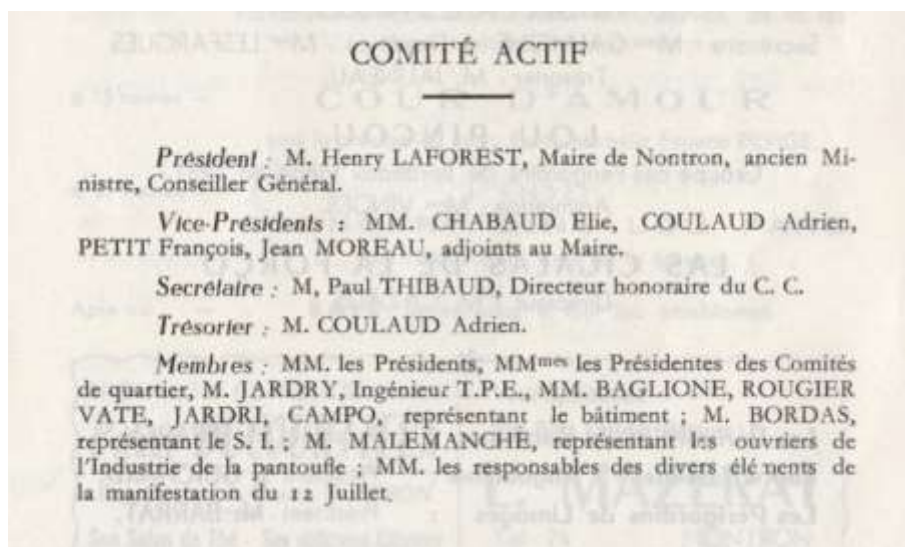 COMITÉ ACTIF
Président : M. Henry LAFOREST, Maire de Nontron, ancien Mi-
nistre, Conseiller Général.
Vice-Présidents : MM. CHABAUD Elie, COULAUD Adrien,
PETIT François, Jean MOREAU, adjoints au Maire.
Secrétaire : M, Paul THIBAUD, Directeur honoraire du C. C.
Trésorier : M. COULAUD Adrien.
Membres : MM. les Présidents, MMmes les Présidentes des Comités
de quartier, M. JARDRY, Ingénieur T.P.E., MM. BAGLIONE, ROUGIER
VATE, JARDRI, CAMPO, représentant le bâtiment ; M. BORDAS,
représentant le S. I. ; M. MALEMANCHE, représentant les ouvriers de
l'Industrie de la pantoufle ; MM. les responsables des divers éléments de
la manifestation du 12 Juillet.